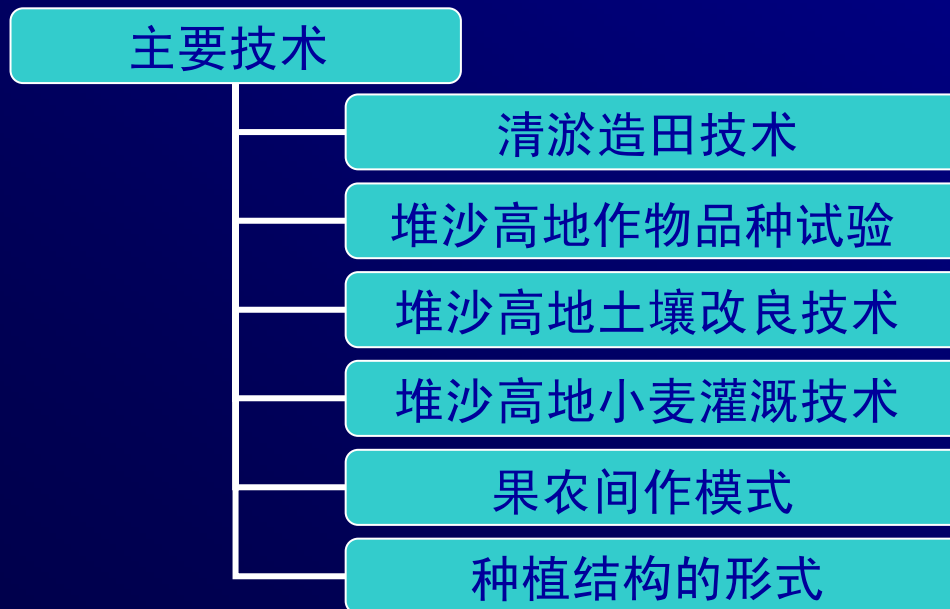 主要技术
清淤造田技术
堆沙高地作物品种试验
堆沙高地土壤改良技术
堆沙高地小麦灌溉技术
果农间作模式
种植结构的形式